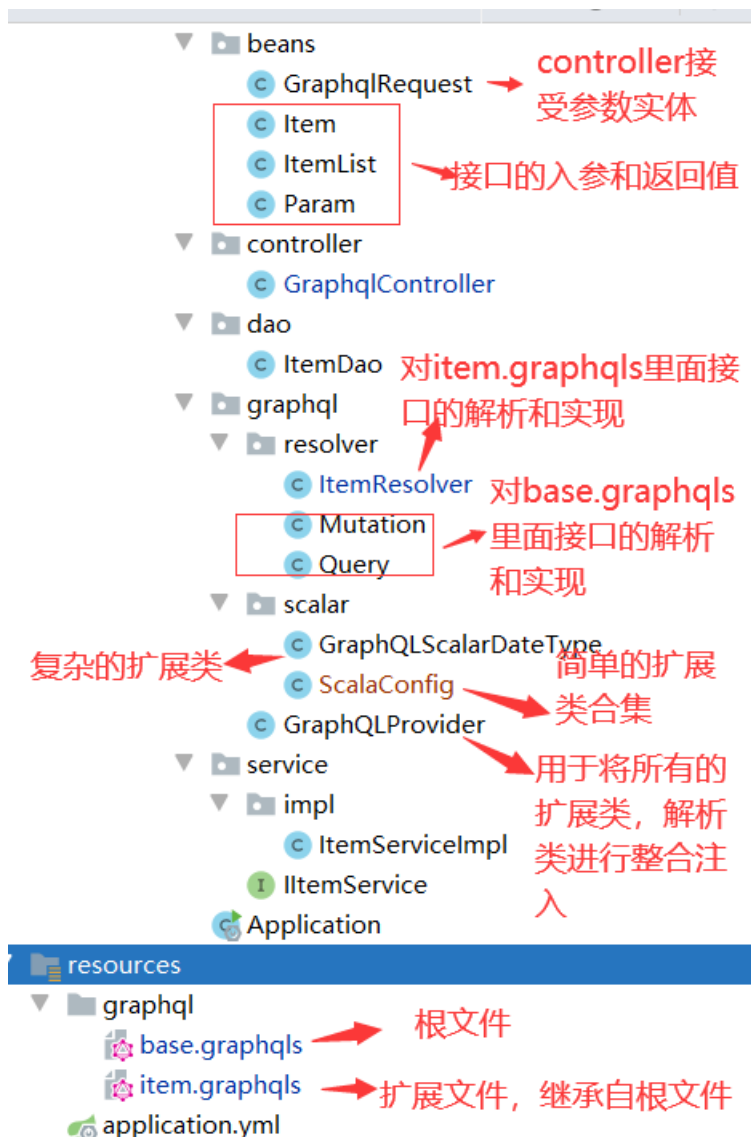 beans
GraphqlRequest
controller接
受参数实体
Item
ItemList
Param
接口的入参和返回值
controller
GraphqlController
dao
ItemDao
对item.graphqls里面接
口的解析和实现
graphql
resolver
ItemResolver
Mutation
Query
对base.graphqls
里面接口的解析
和实现
scalar
GraphQLScalarDateType
复杂的扩展类
ScalaConfig
简单的扩展
类合集
GraphQLProvider
用于将所有的
扩展类，解析
类进行整合注
入
service
impl
ItemServiceImpl
IItemService
Application
resources
graphql
base.graphqls
根文件
item.graphqls
扩展文件，继承自根文件
application.yml